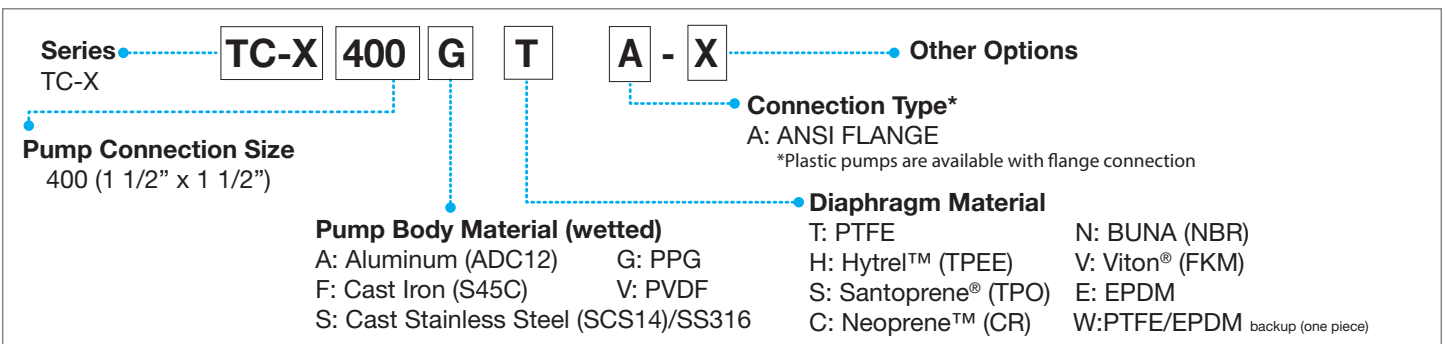 Series TC-X 400 G T A - X Other Options
TC-X
Connection Type*
A: ANSI FLANGE
*Plastic pumps are available with flange connection
Pump Connection Size
400 (1 1/2” x 1 1/2”)
Pump Body Material (wetted)
A: Aluminum (ADC12) G: PPG
F: Cast Iron (S45C) V: PVDF
S: Cast Stainless Steel (SCS14)/SS316
Diaphragm Material
T: PTFE N: BUNA (NBR)
H: Hytrel™ (TPEE) V: Viton® (FKM)
S: Santoprene® (TPO) E: EPDM
C: Neoprene™ (CR) W:PTFE/EPDM backup (one piece)